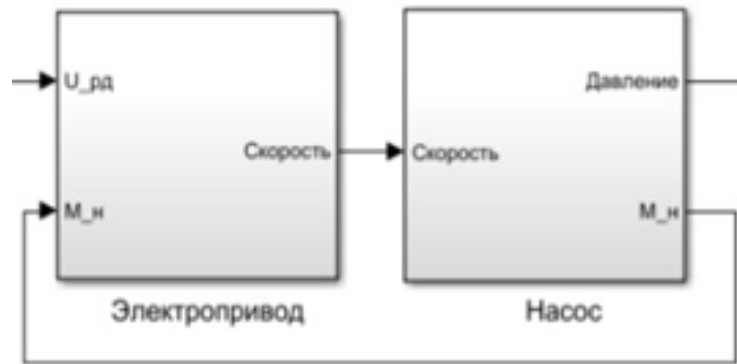 U_рд
Давление
Скорость
Скорость
М_н
М_н
Электропривод
Насос